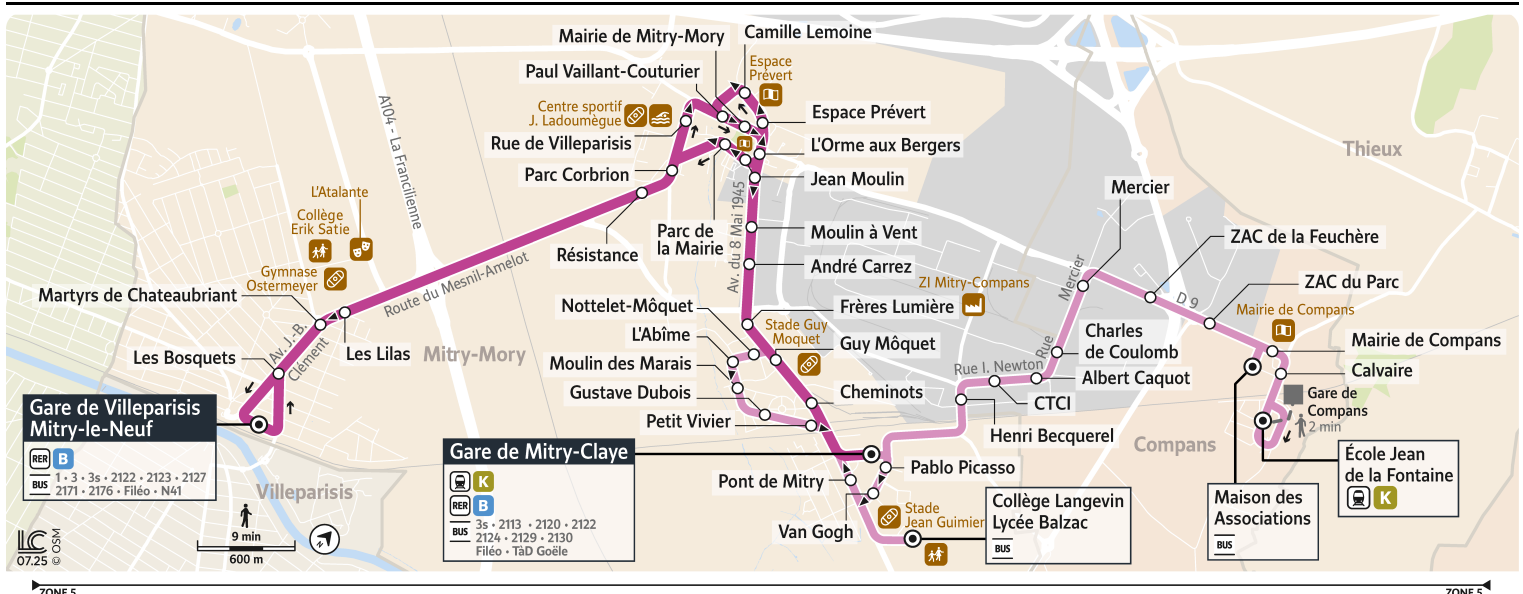 Mairie de Mitry-Mory
Camille Lemoine
Paul Vaillant-Couturier
Espace
Prévert
Centre sportif
J. Ladoumègue
Espace Prévert
Rue de Villeparisis
L'Orme aux Bergers
Parc Corbrion
Jean Moulin
A104 - La Francilienne
Thieux
L'Atalante
Collège
Erik Satie
Gymnase
Ostermeyer
Résistance
Parc de
la Mairie
Av. du 8 Mai 1945
Moulin à Vent
André Carrez
Mercier
ZAC de la Feuchère
ZAC du Parc
Martyrs de Chateaubriant
Route du Mesnil-Amelot
Nottelet-Môquet
Frères Lumière
ZI Mitry-Compans
Rue Mercier
D 9
Mairie de Compans
Les Bosquets
Av. J.-B.
Clément
Les Lilas
Mitry-Mory
L'Abîme
Stade Guy
Moquet
Guy Môquet
Charles
de Coulomb
Mairie de Compans
Moulin des Marais
Rue I. Newton
Albert Caquot
Calvaire
Gustave Dubois
Cheminots
CTCI
Gare de
Compans
2 min
Petit Vivier
Henri Becquerel
Compans
Gare de Villeparisis
Mitry-le-Neuf
RER B
BUS
1 • 3 • 3s • 2122 • 2123 • 2127
2171 • 2176 • Filéo • N41
Villeparisis
Gare de Mitry-Claye
K
RER B
BUS
3s • 2113 • 2120 • 2122
2124 • 2129 • 2130
Filéo • TàD Goële
Pablo Picasso
Pont de Mitry
Van Gogh
Stade
Jean Guimier
Collège Langevin
Lycée Balzac
BUS
Maison des
Associations
BUS
École Jean
de la Fontaine
K
9 min
600 m
LC
07.25
© OSM
ZONE 5
ZONE 5